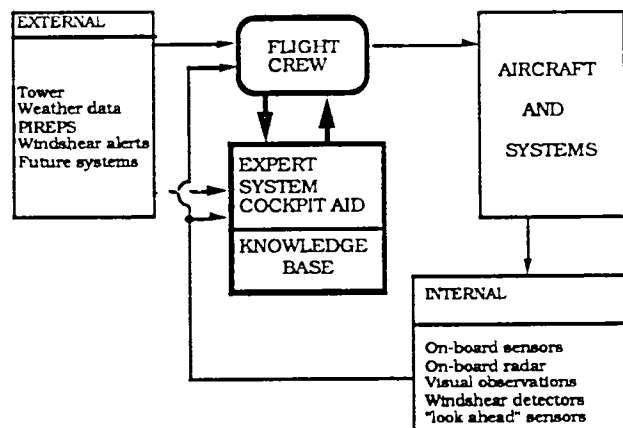 EXTERNAL
Tower
Weather data
PIREPS
Windshear alerts
Future systems
FLIGHT
CREW
EXPERT
SYSTEM
COCKPIT AID
KNOWLEDGE
BASE
AIRCRAFT
AND
SYSTEMS
INTERNAL
On-board sensors
On-board radar
Visual observations
Windshear detectors
"look ahead" sensors